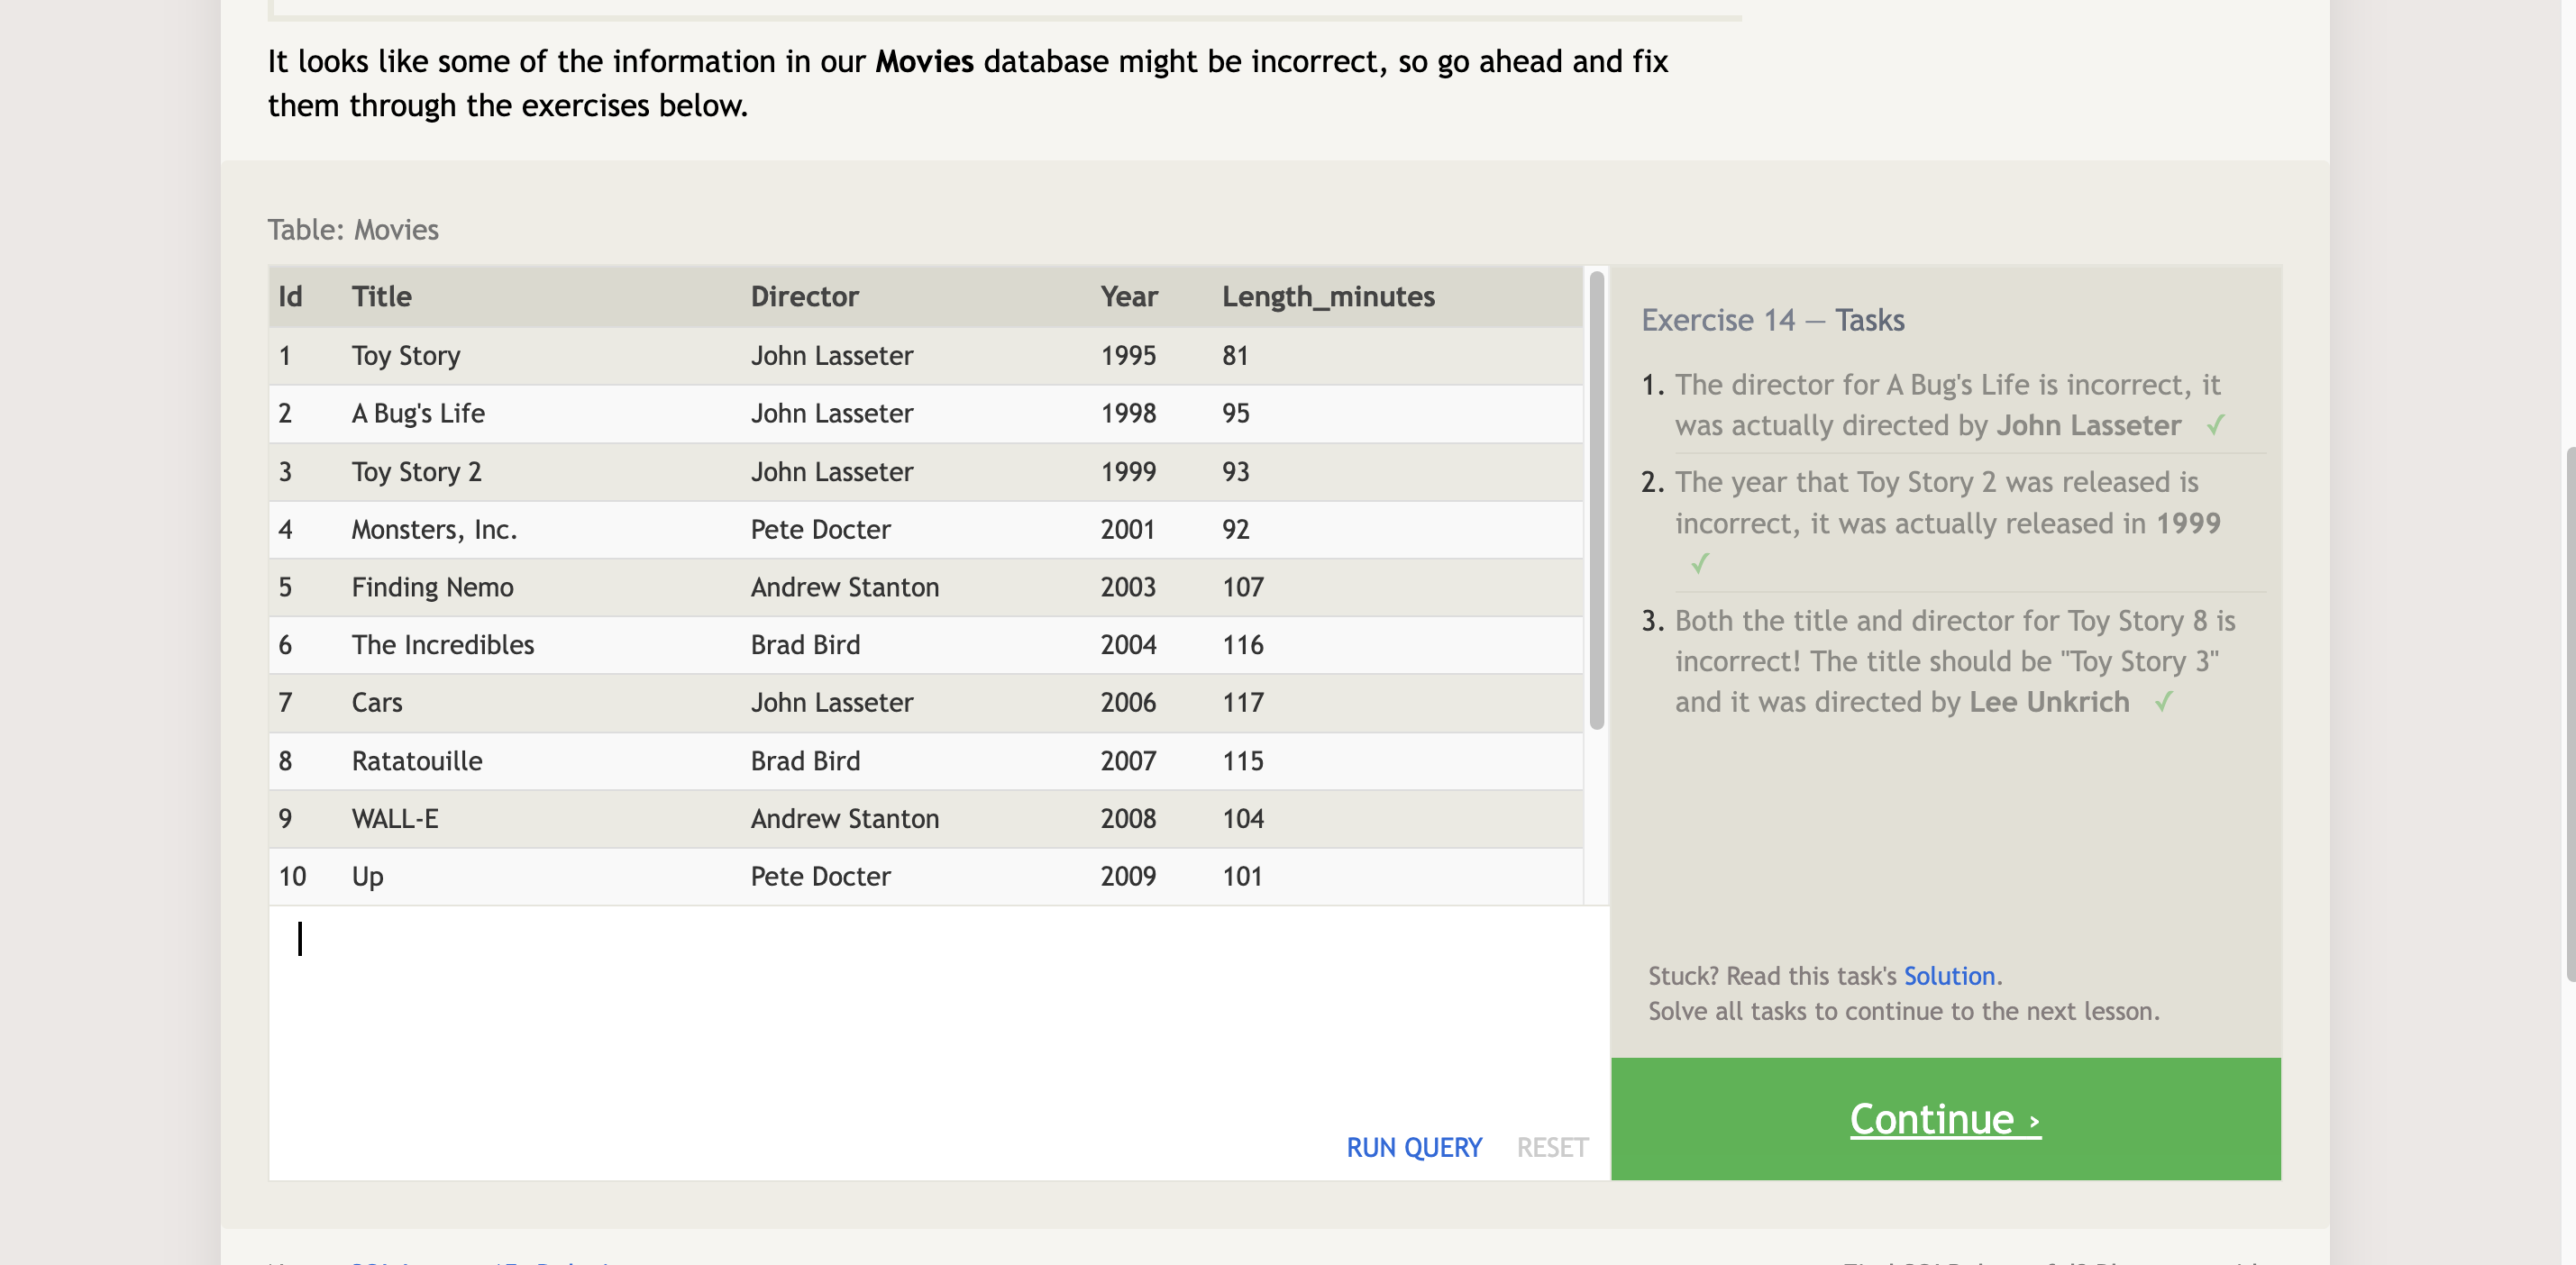 It looks like some of the information in our Movies database might be incorrect, so go ahead and fix
them through the exercises below.
Table: Movies
Id Title Director Year Length_minutes
1 Toy Story John Lasseter 1995 81
2 A Bug's Life John Lasseter 1998 95
3 Toy Story 2 John Lasseter 1999 93
4 Monsters, Inc. Pete Docter 2001 92
5 Finding Nemo Andrew Stanton 2003 107
6 The Incredibles Brad Bird 2004 116
7 Cars John Lasseter 2006 117
8 Ratatouille Brad Bird 2007 115
9 WALL-E Andrew Stanton 2008 104
10 Up Pete Docter 2009 101
RUN QUERY RESET
Exercise 14 — Tasks
1. The director for A Bug's Life is incorrect, it
was actually directed by John Lasseter ✓
2. The year that Toy Story 2 was released is
incorrect, it was actually released in 1999
✓
3. Both the title and director for Toy Story 8 is
incorrect! The title should be "Toy Story 3"
and it was directed by Lee Unkrich ✓
Stuck? Read this task's Solution.
Solve all tasks to continue to the next lesson.
Continue ›